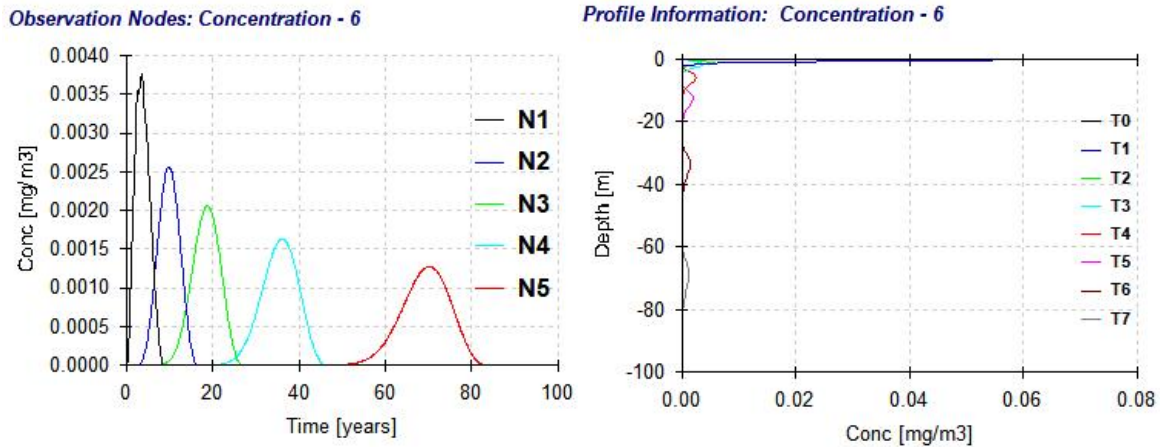 Observation Nodes: Concentration - 6
Conc [mg/m3]
0.0040
0.0035
0.0030
0.0025
0.0020
0.0015
0.0010
0.0005
0.0000
N1
N2
N3
N4
N5
0 20 40 60 80 100
Time [years]
Profile Information: Concentration - 6
Depth [m]
0
-20
-40
-60
-80
-100
T0
T1
T2
T3
T4
T5
T6
T7
0.00 0.02 0.04 0.06 0.08
Conc [mg/m3]